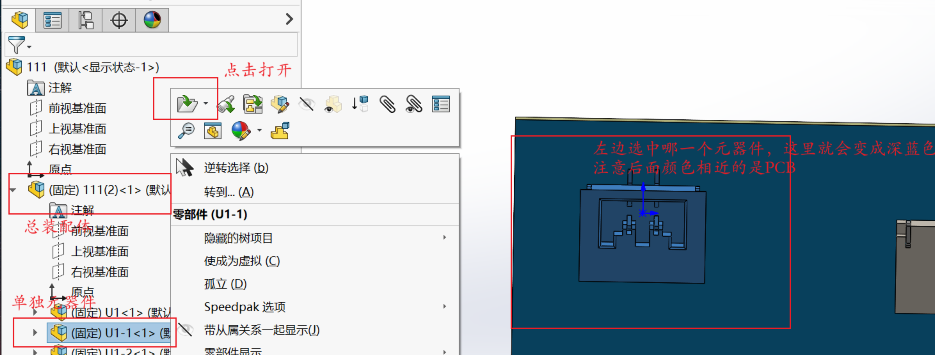 111 (默认<显示状态-1>)
注解
前视基准面
上视基准面
右视基准面
原点
(固定) 111(2)<1> (默认
注解
总装配体
前视基准面
上视基准面
右视基准面
原点
单独元器件
(固定) U1<1> (默认
(固定) U1-1<1> (默
(固定) U1-2<1> (默
点击打开
逆转选择 (b)
转到... (A)
零部件 (U1-1)
隐藏的树项目
使成为虚拟 (C)
孤立 (D)
Speedpak 选项
带从属关系一起显示(J)
零部件显示
左边选中哪一个元器件，这里就会变成深蓝色
注意后面颜色相近的是PCB